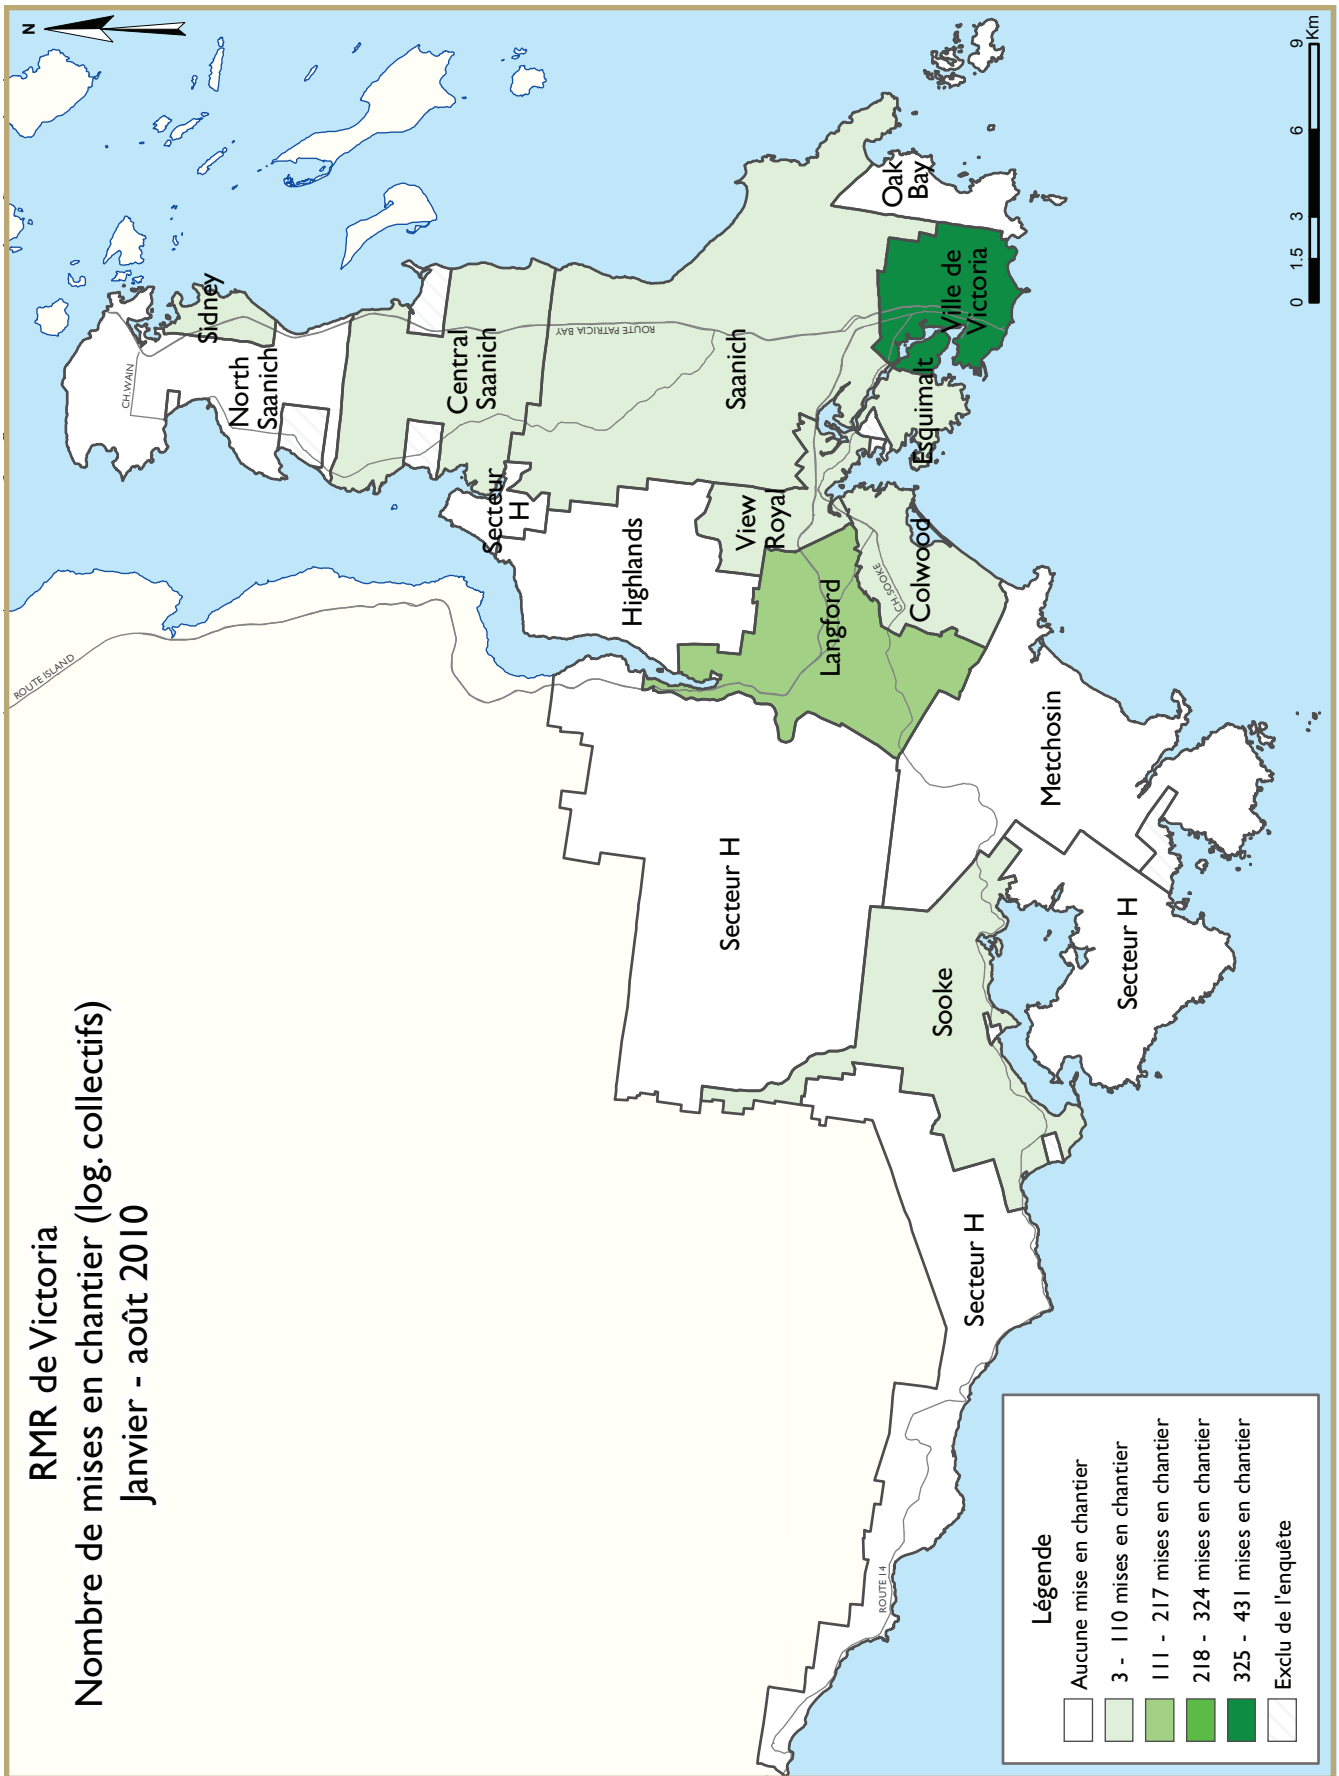 RMR de Victoria
Nombre de mises en chantier (log. collectifs)
Janvier - août 2010
N
ROUTE ISLAND
CH. WAIN
Sidney
North
Saanich
Central
Saanich
ROUTE PATRICIA BAY
Saanich
Secteur
H
Highlands
View
Royal
Oak
Bay
Ville de
Victoria
Esquimalt
Langford
CH. SOOKE
Colwood
Metchosin
Secteur H
Sooke
Secteur H
Secteur H
ROUTE 14
Légende
Aucune mise en chantier
3 - 110 mises en chantier
111 - 217 mises en chantier
218 - 324 mises en chantier
325 - 431 mises en chantier
Exclu de l'enquête
0 1.5 3 6 9
Km